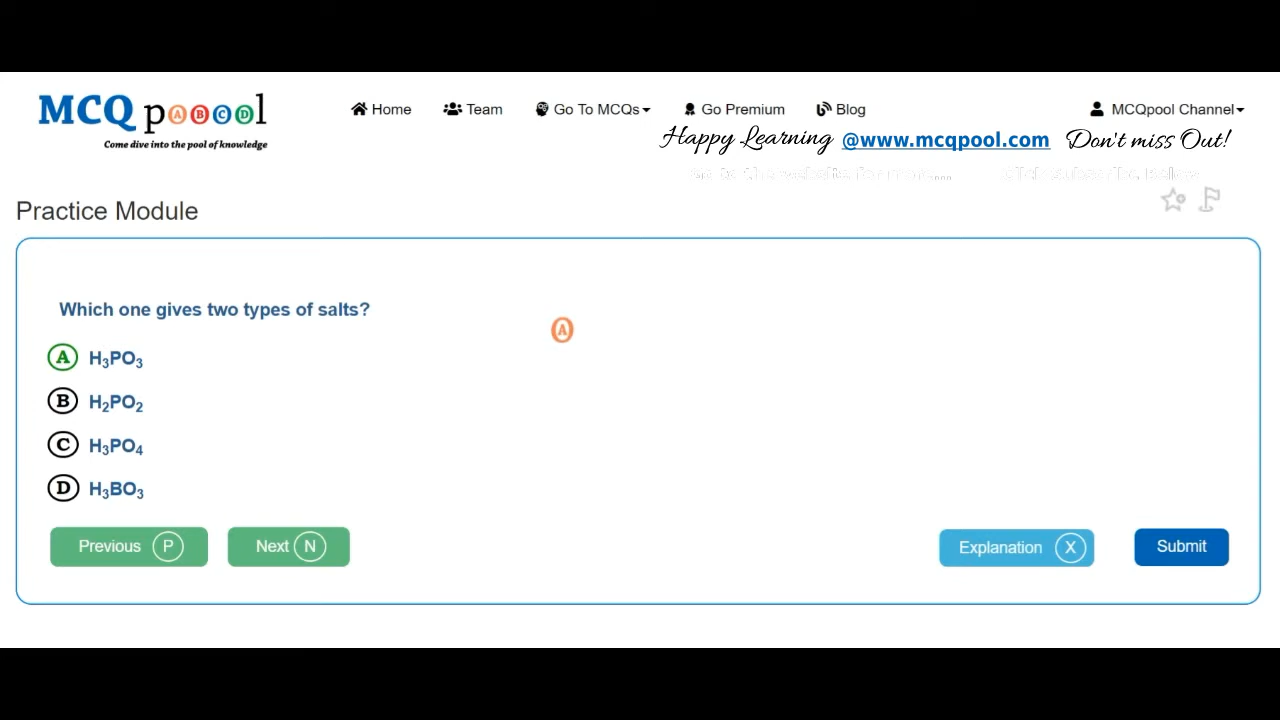 MCQ pABCDl
Come dive into the pool of knowledge
Home Team Go To MCQs Go Premium Blog MCQpool Channel
Happy Learning @www.mcqpool.com Don't miss Out!
Practice Module
Which one gives two types of salts?
A
A H₃PO₃
B H₂PO₂
C H₃PO₄
D H₃BO₃
Previous P Next N Explanation X Submit